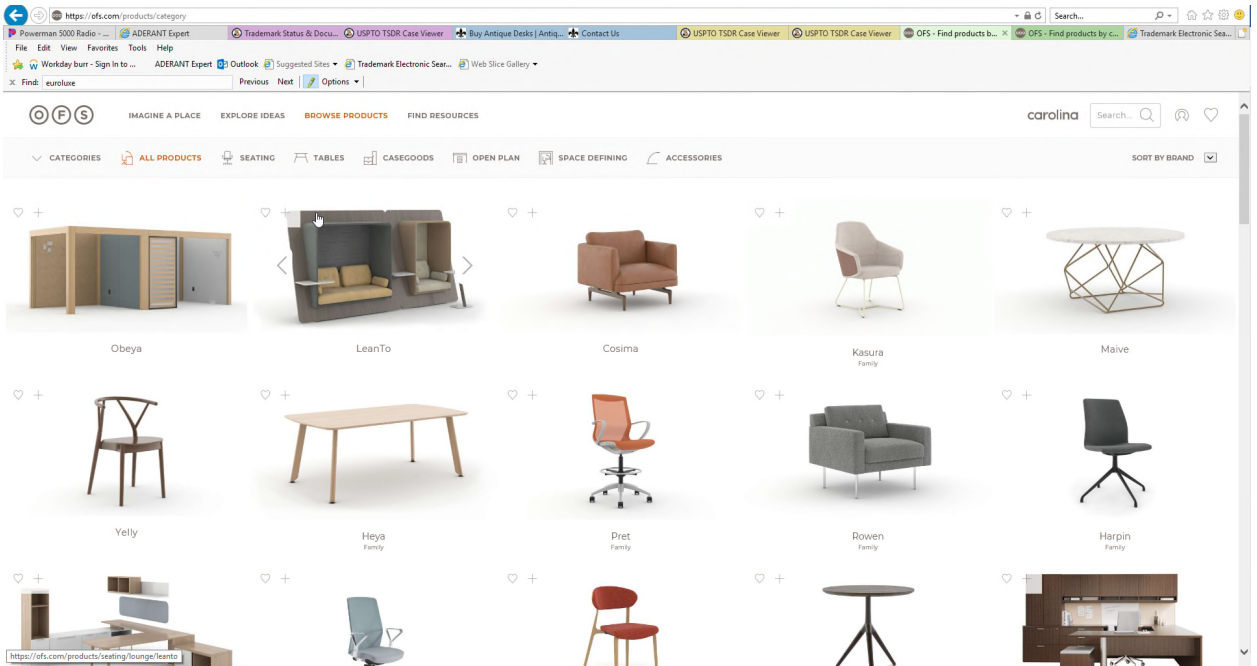 https://ofs.com/products/category
Search...
Powerman 5000 Radio - ...
ADERANT Expert
Trademark Status & Docu...
USPTO TSDR Case Viewer
Buy Antique Desks | Antiq...
Contact Us
USPTO TSDR Case Viewer
USPTO TSDR Case Viewer
OFS - Find products b...
OFS - Find products by c...
Trademark Electronic Sea...
File Edit View Favorites Tools Help
Workday burr - Sign In to ...
ADERANT Expert
Outlook
Suggested Sites
Trademark Electronic Sear...
Web Slice Gallery
Find: euroluxe
Previous Next
Options
OFS
IMAGINE A PLACE
EXPLORE IDEAS
BROWSE PRODUCTS
FIND RESOURCES
carolina
Search...
CATEGORIES
ALL PRODUCTS
SEATING
TABLES
CASEGOODS
OPEN PLAN
SPACE DEFINING
ACCESSORIES
SORT BY BRAND
Obeya
LeanTo
Cosima
Kasura
Family
Maive
Yelly
Heya
Family
Pret
Family
Rowen
Family
Harpin
Family
https://ofs.com/products/seating/lounge/leanto